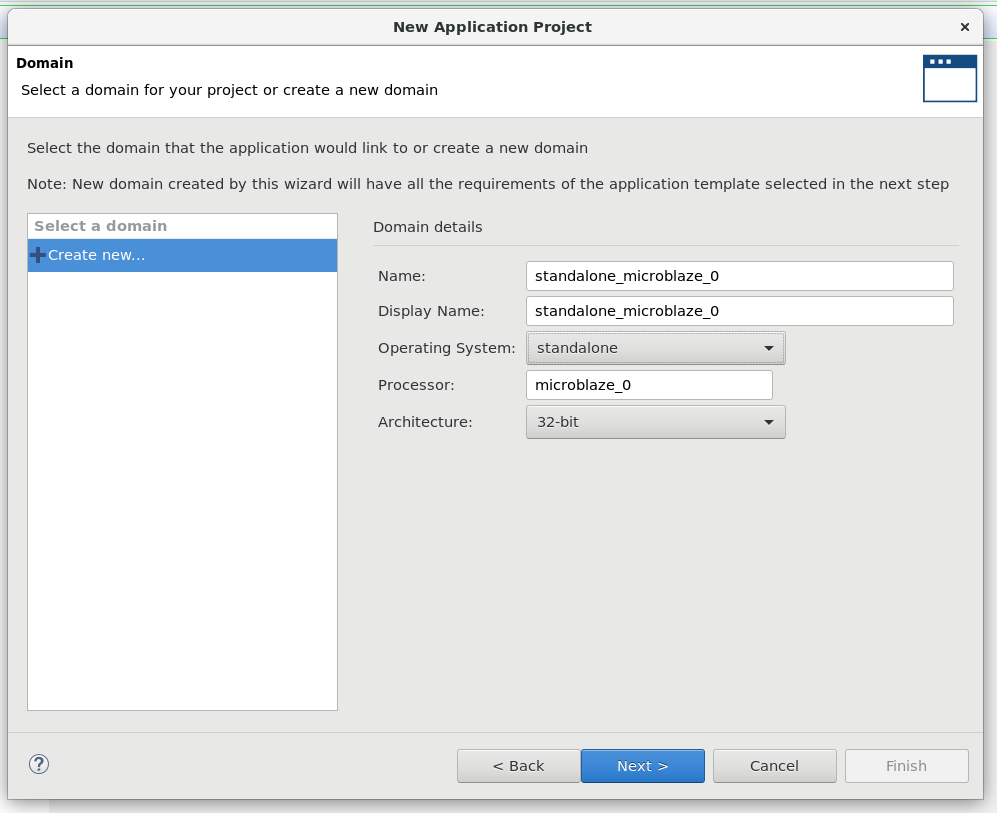 New Application Project
×
Domain
Select a domain for your project or create a new domain
Select the domain that the application would link to or create a new domain
Note: New domain created by this wizard will have all the requirements of the application template selected in the next step
Select a domain
Create new...
Domain details
Name: standalone_microblaze_0
Display Name: standalone_microblaze_0
Operating System: standalone
Processor: microblaze_0
Architecture: 32-bit
?
< Back Next > Cancel Finish